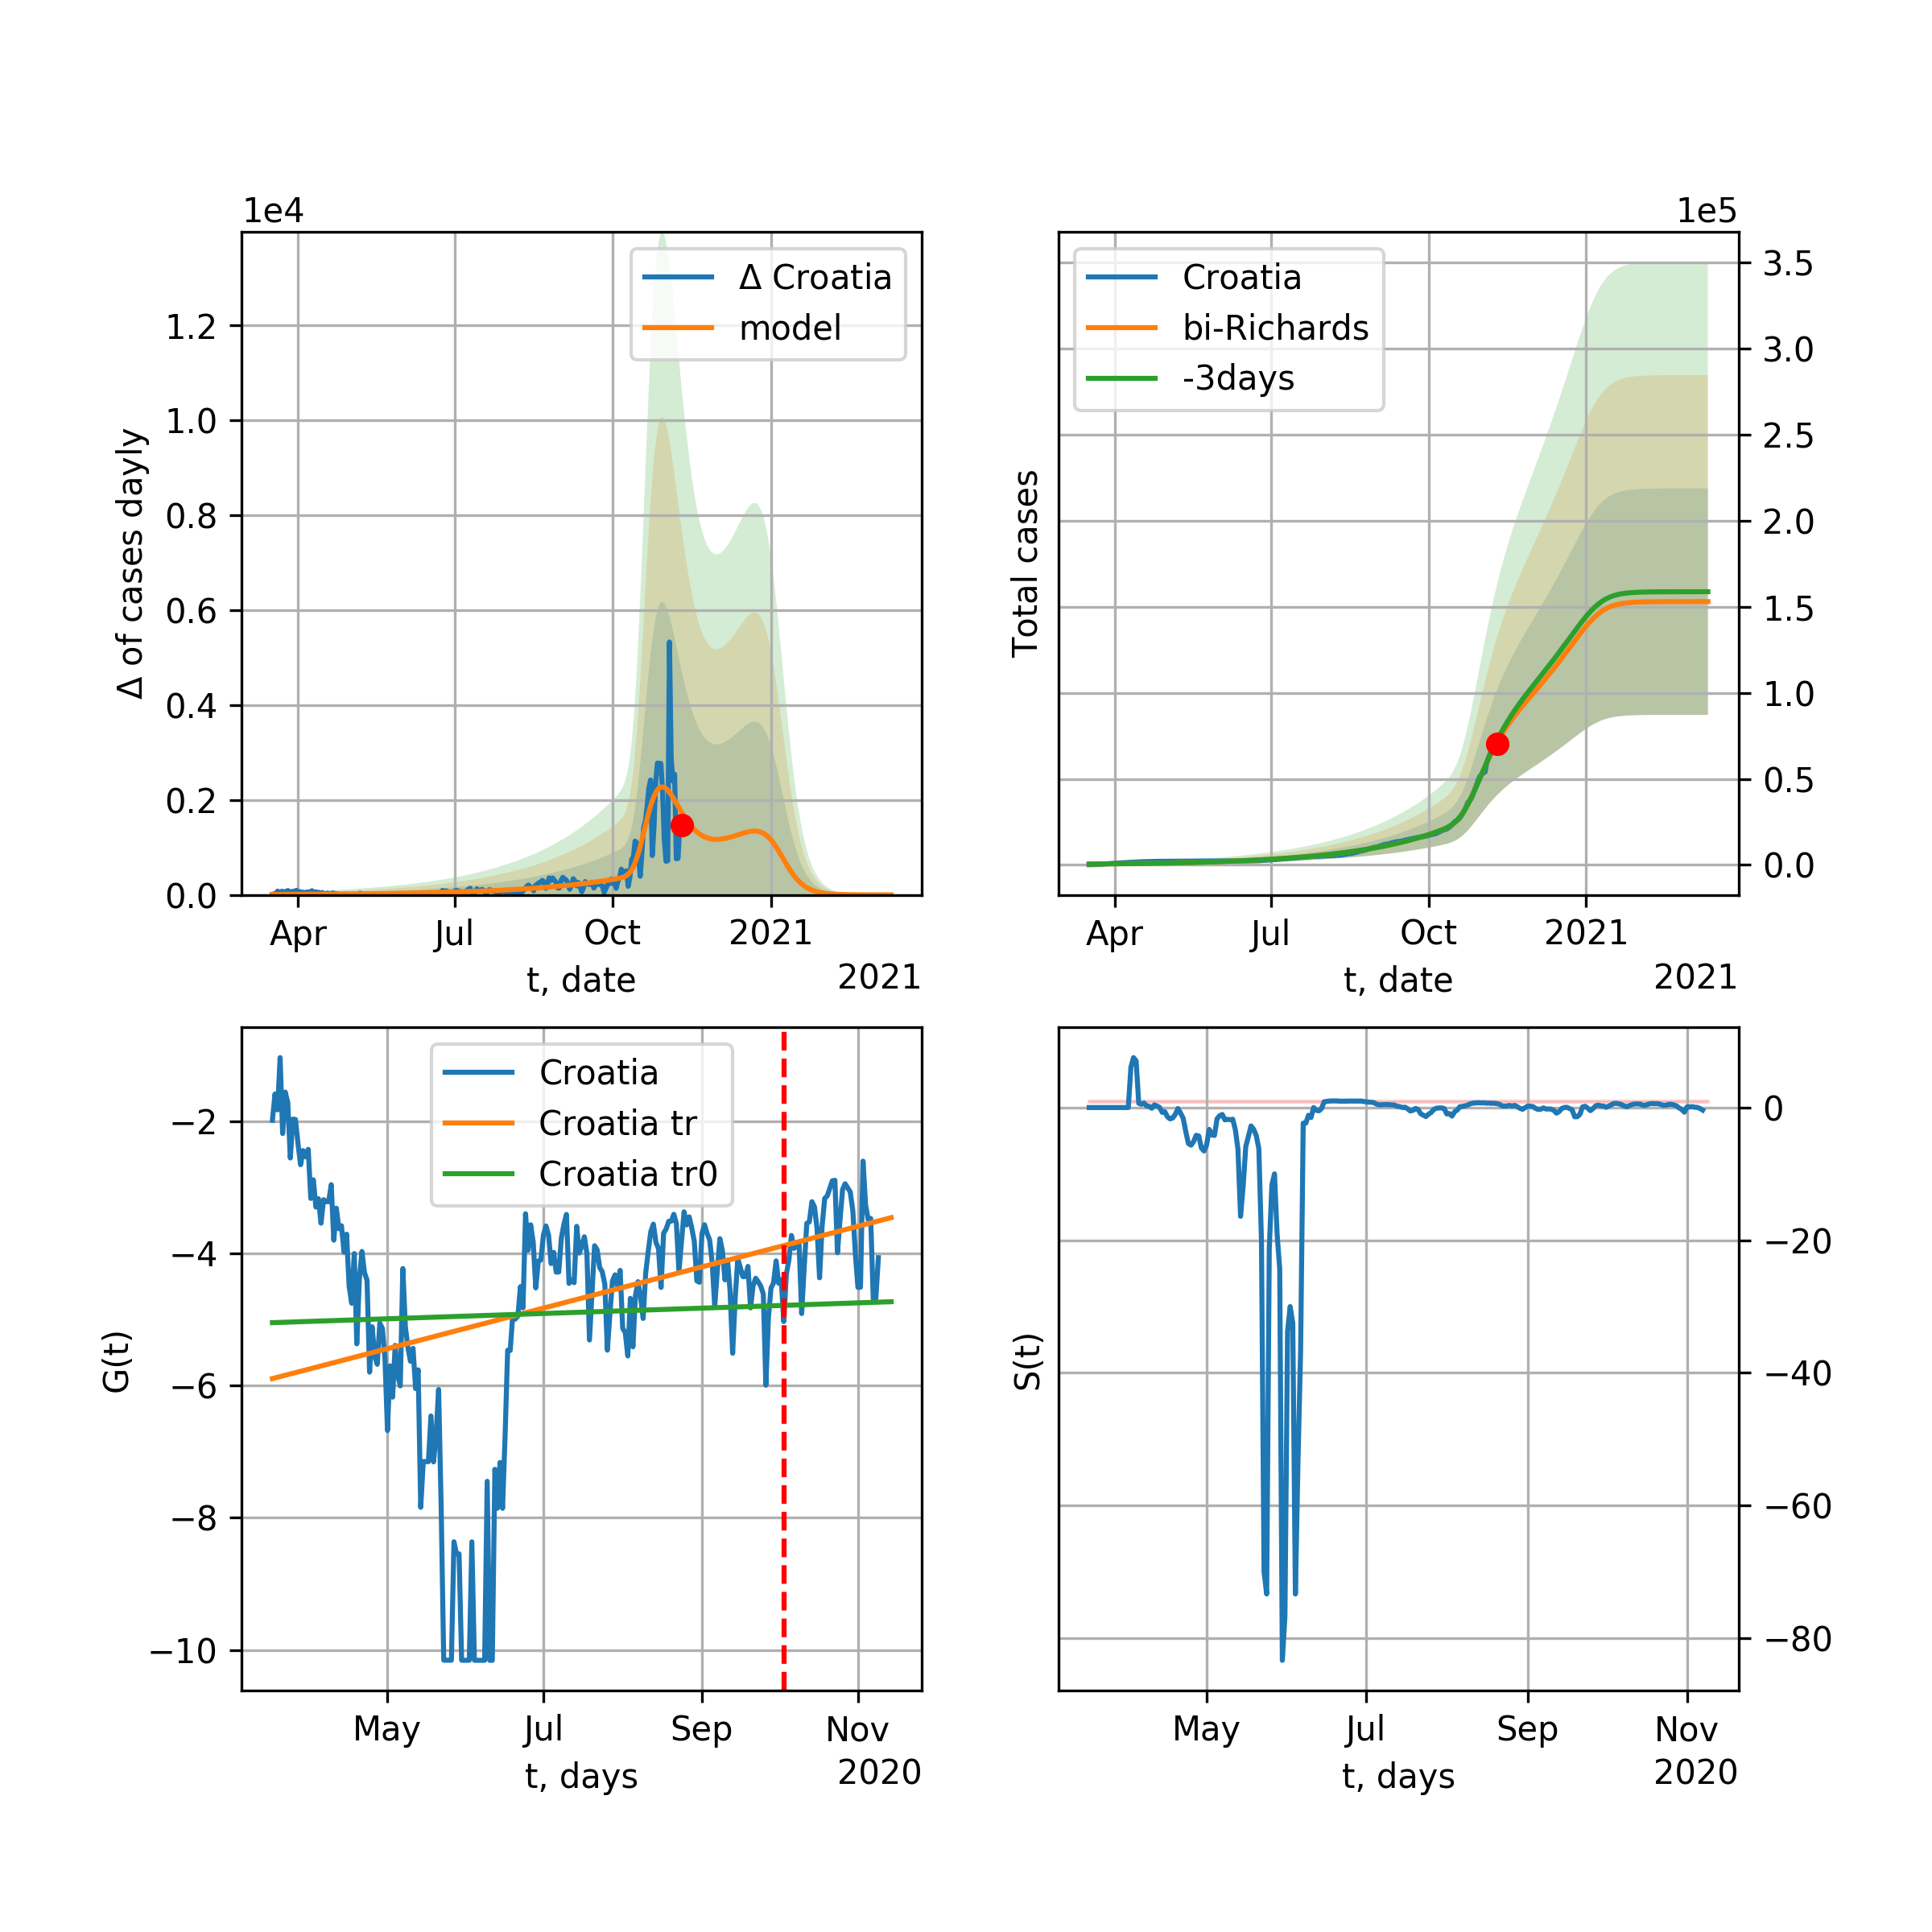 1e4
Δ of cases dayly
1.2
1.0
0.8
0.6
0.4
0.2
0.0
Δ Croatia
model
Apr
Jul
Oct
2021
t, date
2021
1e5
Total cases
Croatia
bi-Richards
-3days
3.5
3.0
2.5
2.0
1.5
1.0
0.5
0.0
Apr
Jul
Oct
2021
t, date
2021
G(t)
−2
−4
−6
−8
−10
Croatia
Croatia tr
Croatia tr0
May
Jul
Sep
Nov
t, days
2020
S(t)
0
−20
−40
−60
−80
May
Jul
Sep
Nov
t, days
2020